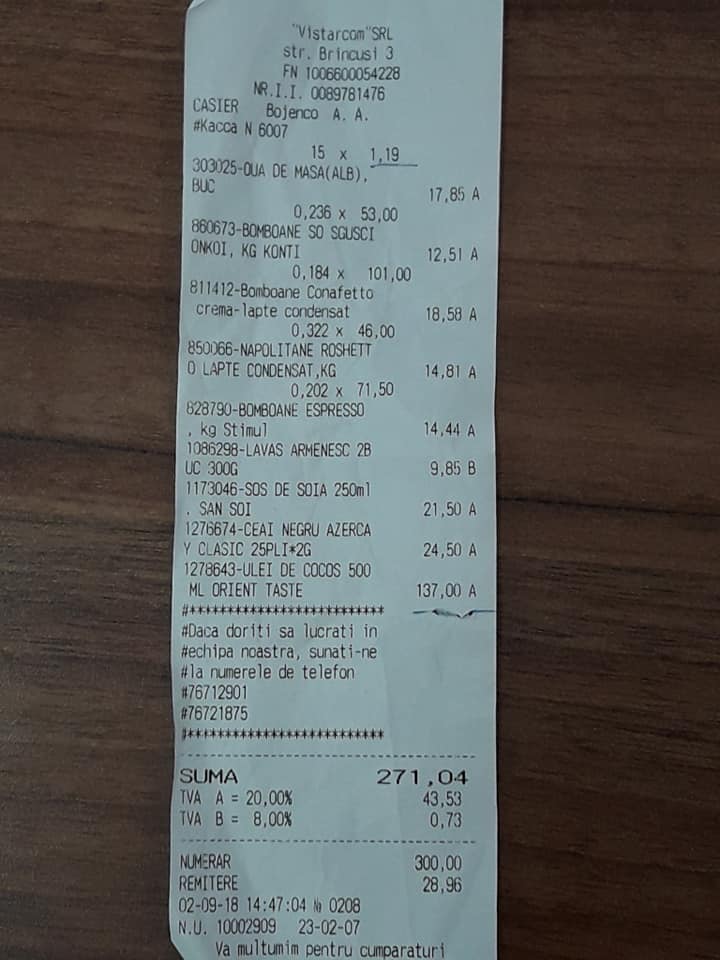 "Vistarcom"SRL
str. Brincusi 3
FN 1006600054228
NR.I.I. 0089781476
CASIER Bojenco A. A.
#Kacca N 6007
15 x 1,19
303025-OUA DE MASA(ALB),
BUC 17,85 A
0,236 x 53,00
860673-BOMBOANE SO SGUSCI
ONKOI, KG KONTI 12,51 A
0,184 x 101,00
811412-Bomboane Conafetto
crema-lapte condensat 18,58 A
0,322 x 46,00
850066-NAPOLITANE ROSHETT
O LAPTE CONDENSAT,KG 14,81 A
0,202 x 71,50
828790-BOMBOANE ESPRESSO
, kg Stimul 14,44 A
1086298-LAVAS ARMENESC 2B
UC 300G 9,85 B
1173046-SOS DE SOIA 250ml
. SAN SOI 21,50 A
1276674-CEAI NEGRU AZERCA
Y CLASIC 25PLI*2G 24,50 A
1278643-ULEI DE COCOS 500
ML ORIENT TASTE 137,00 A
#**************************
#Daca doriti sa lucrati in
#echipa noastra, sunati-ne
#la numerele de telefon
#76712901
#76721875
#**************************
SUMA 271,04
TVA A = 20,00% 43,53
TVA B = 8,00% 0,73
NUMERAR 300,00
REMITERE 28,96
02-09-18 14:47:04 № 0208
N.U. 10002909 23-02-07
Va multumim pentru cumparaturi